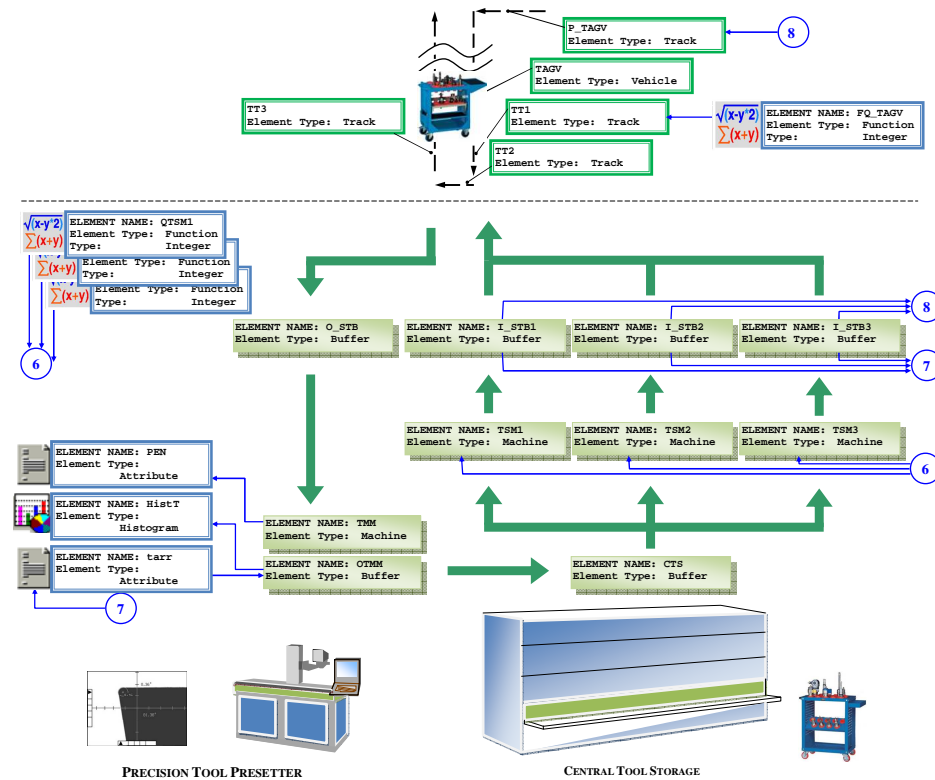 P_TAGV
Element Type: Track
8
TAGV
Element Type: Vehicle
TT3
Element Type: Track
TT1
Element Type: Track
√(x-y*2)
∑(x+y)
ELEMENT NAME: FQ_TAGV
Element Type: Function
Type: Integer
TT2
Element Type: Track
√(x-y*2)
∑(x+y)
ELEMENT NAME: QTSM1
Element Type: Function
Type: Integer
∑(x+y)
Element Type: Function
Type: Integer
∑(x+y)
Element Type: Function
Type: Integer
6
ELEMENT NAME: O_STB
Element Type: Buffer
ELEMENT NAME: I_STB1
Element Type: Buffer
ELEMENT NAME: I_STB2
Element Type: Buffer
ELEMENT NAME: I_STB3
Element Type: Buffer
8
7
ELEMENT NAME: TSM1
Element Type: Machine
ELEMENT NAME: TSM2
Element Type: Machine
ELEMENT NAME: TSM3
Element Type: Machine
6
ELEMENT NAME: PEN
Element Type:
Attribute
ELEMENT NAME: HistT
Element Type:
Histogram
ELEMENT NAME: tarr
Element Type:
Attribute
7
ELEMENT NAME: TMM
Element Type: Machine
ELEMENT NAME: OTMM
Element Type: Buffer
ELEMENT NAME: CTS
Element Type: Buffer
PRECISION TOOL PRESETTER
CENTRAL TOOL STORAGE